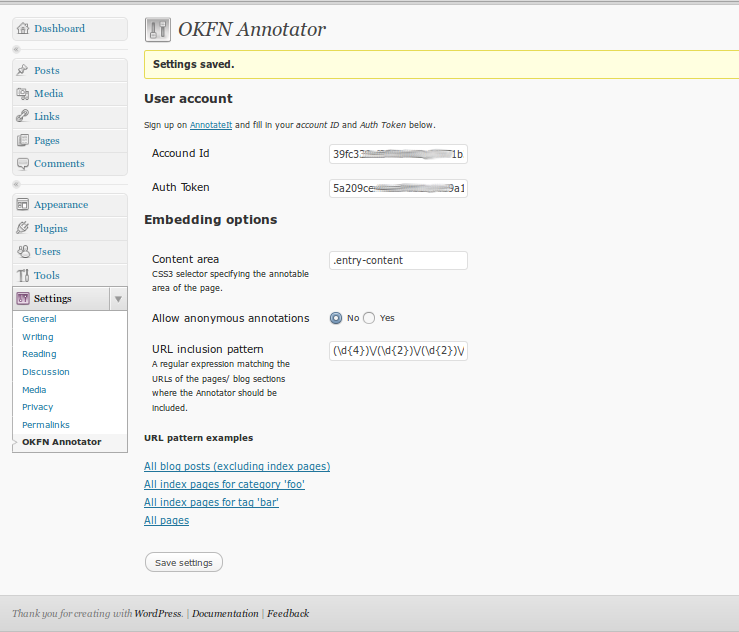 Dashboard
Posts
Media
Links
Pages
Comments
Appearance
Plugins
Users
Tools
Settings
General
Writing
Reading
Discussion
Media
Privacy
Permalinks
OKFN Annotator
OKFN Annotator
Settings saved.
User account
Sign up on AnnotateIt and fill in your account ID and Auth Token below.
Accound Id
39fc33 1b
Auth Token
5a209ce 9a1
Embedding options
Content area
.entry-content
CSS3 selector specifying the annotable
area of the page.
Allow anonymous annotations
No Yes
URL inclusion pattern
(\d{4})\/(\d{2})\/(\d{2})\/
A regular expression matching the
URLs of the pages/ blog sections
where the Annotator should be
included.
URL pattern examples
All blog posts (excluding index pages)
All index pages for category 'foo'
All index pages for tag 'bar'
All pages
Save settings
Thank you for creating with WordPress. | Documentation | Feedback